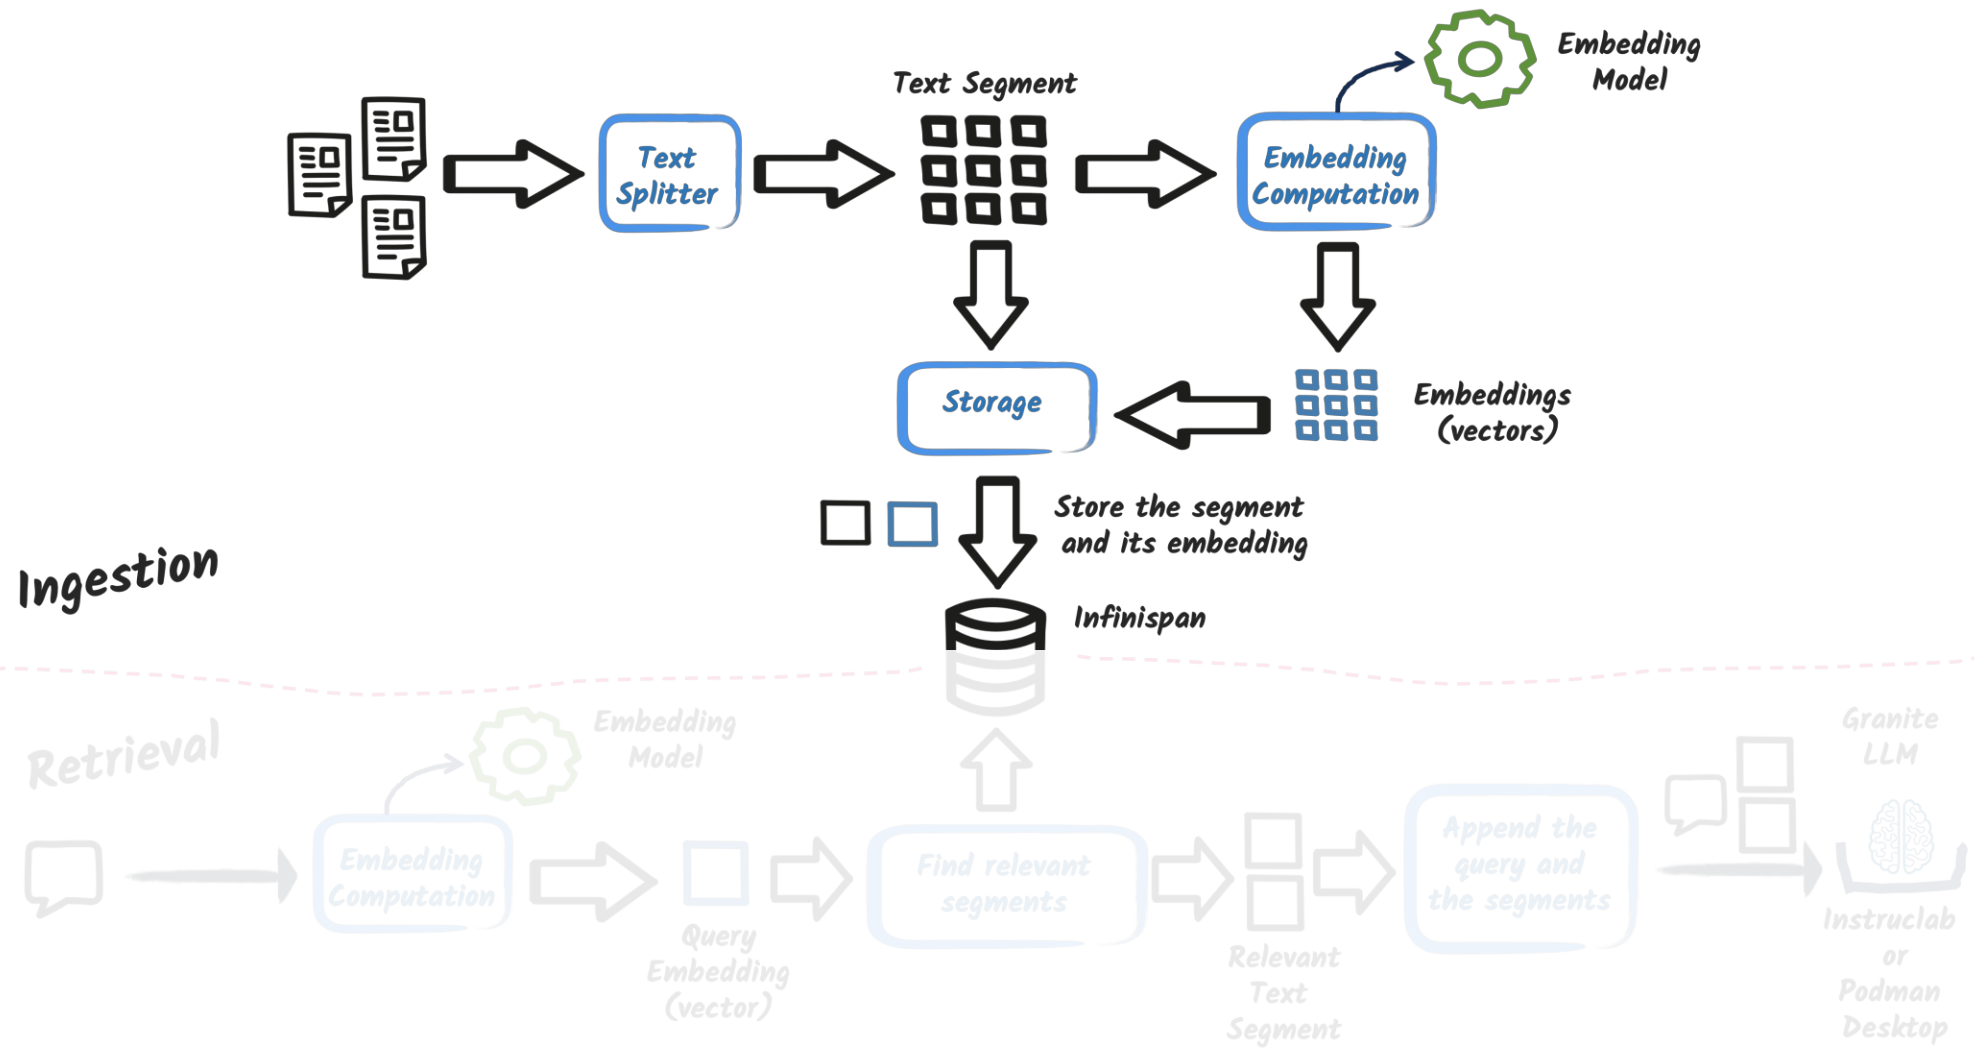 Embedding
Model
Text Segment
Text
Splitter
Embedding
Computation
Storage
Embeddings
(vectors)
Store the segment
and its embedding
Ingestion
Infinispan
Retrieval
Embedding
Model
Granite
LLM
Embedding
Computation
Find relevant
segments
Append the
query and
the segments
Query
Embedding
(vector)
Relevant
Text
Segment
Instruclab
or
Podman
Desktop